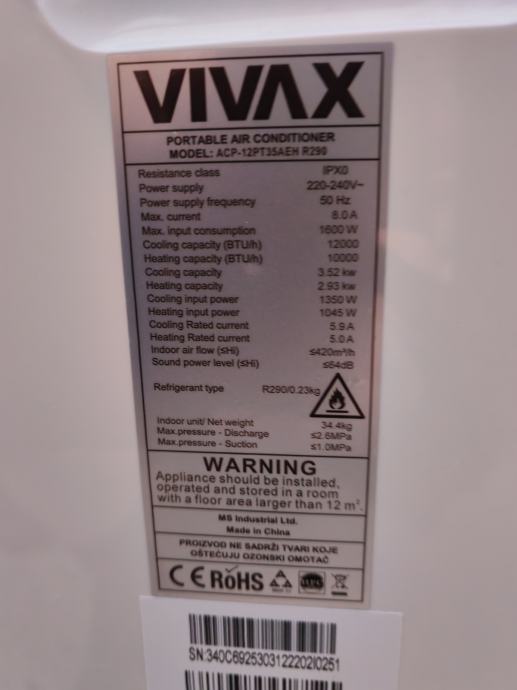 VIVAX
PORTABLE AIR CONDITIONER
MODEL: ACP-12PT35AEH R290
Resistance class IPX0
Power supply 220-240V~
Power supply frequency 50 Hz
Max. current 8.0 A
Max. input consumption 1600 W
Cooling capacity (BTU/h) 12000
Heating capacity (BTU/h) 10000
Cooling capacity 3.52 kw
Heating capacity 2.93 kw
Cooling input power 1350 W
Heating input power 1045 W
Cooling Rated current 5.9 A
Heating Rated current 5.0 A
Indoor air flow (≤Hi) ≤420m³/h
Sound power level (≤Hi) ≤64dB
Refrigerant type R290/0.23kg
Indoor unit/ Net weight 34.4kg
Max.pressure - Discharge ≤2.6MPa
Max.pressure - Suction ≤1.0MPa
WARNING
Appliance should be installed,
operated and stored in a room
with a floor area larger than 12 m².
MS Industrial Ltd.
Made in China
PROIZVOD NE SADRŽI TVARI KOJE
OŠTEĆUJU OZONSKI OMOTAČ
CE RoHS
SN:340C69253031222020251